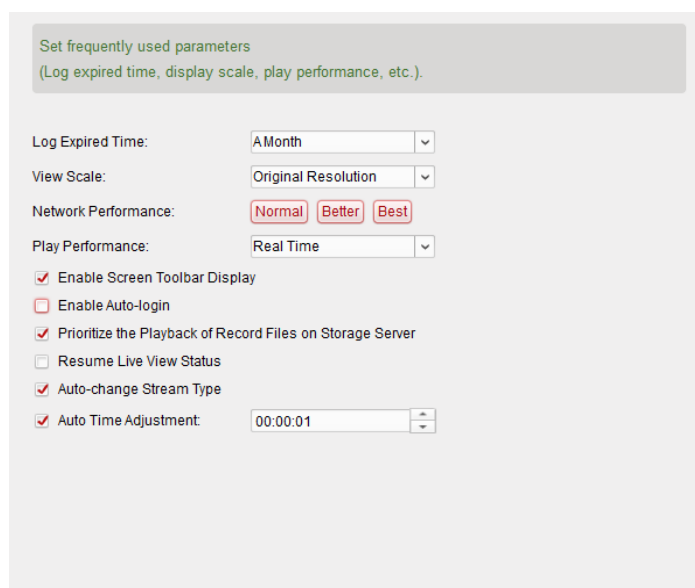 Set frequently used parameters
(Log expired time, display scale, play performance, etc.).
Log Expired Time: A Month
View Scale: Original Resolution
Network Performance: Normal Better Best
Play Performance: Real Time
Enable Screen Toolbar Display
Enable Auto-login
Prioritize the Playback of Record Files on Storage Server
Resume Live View Status
Auto-change Stream Type
Auto Time Adjustment: 00:00:01